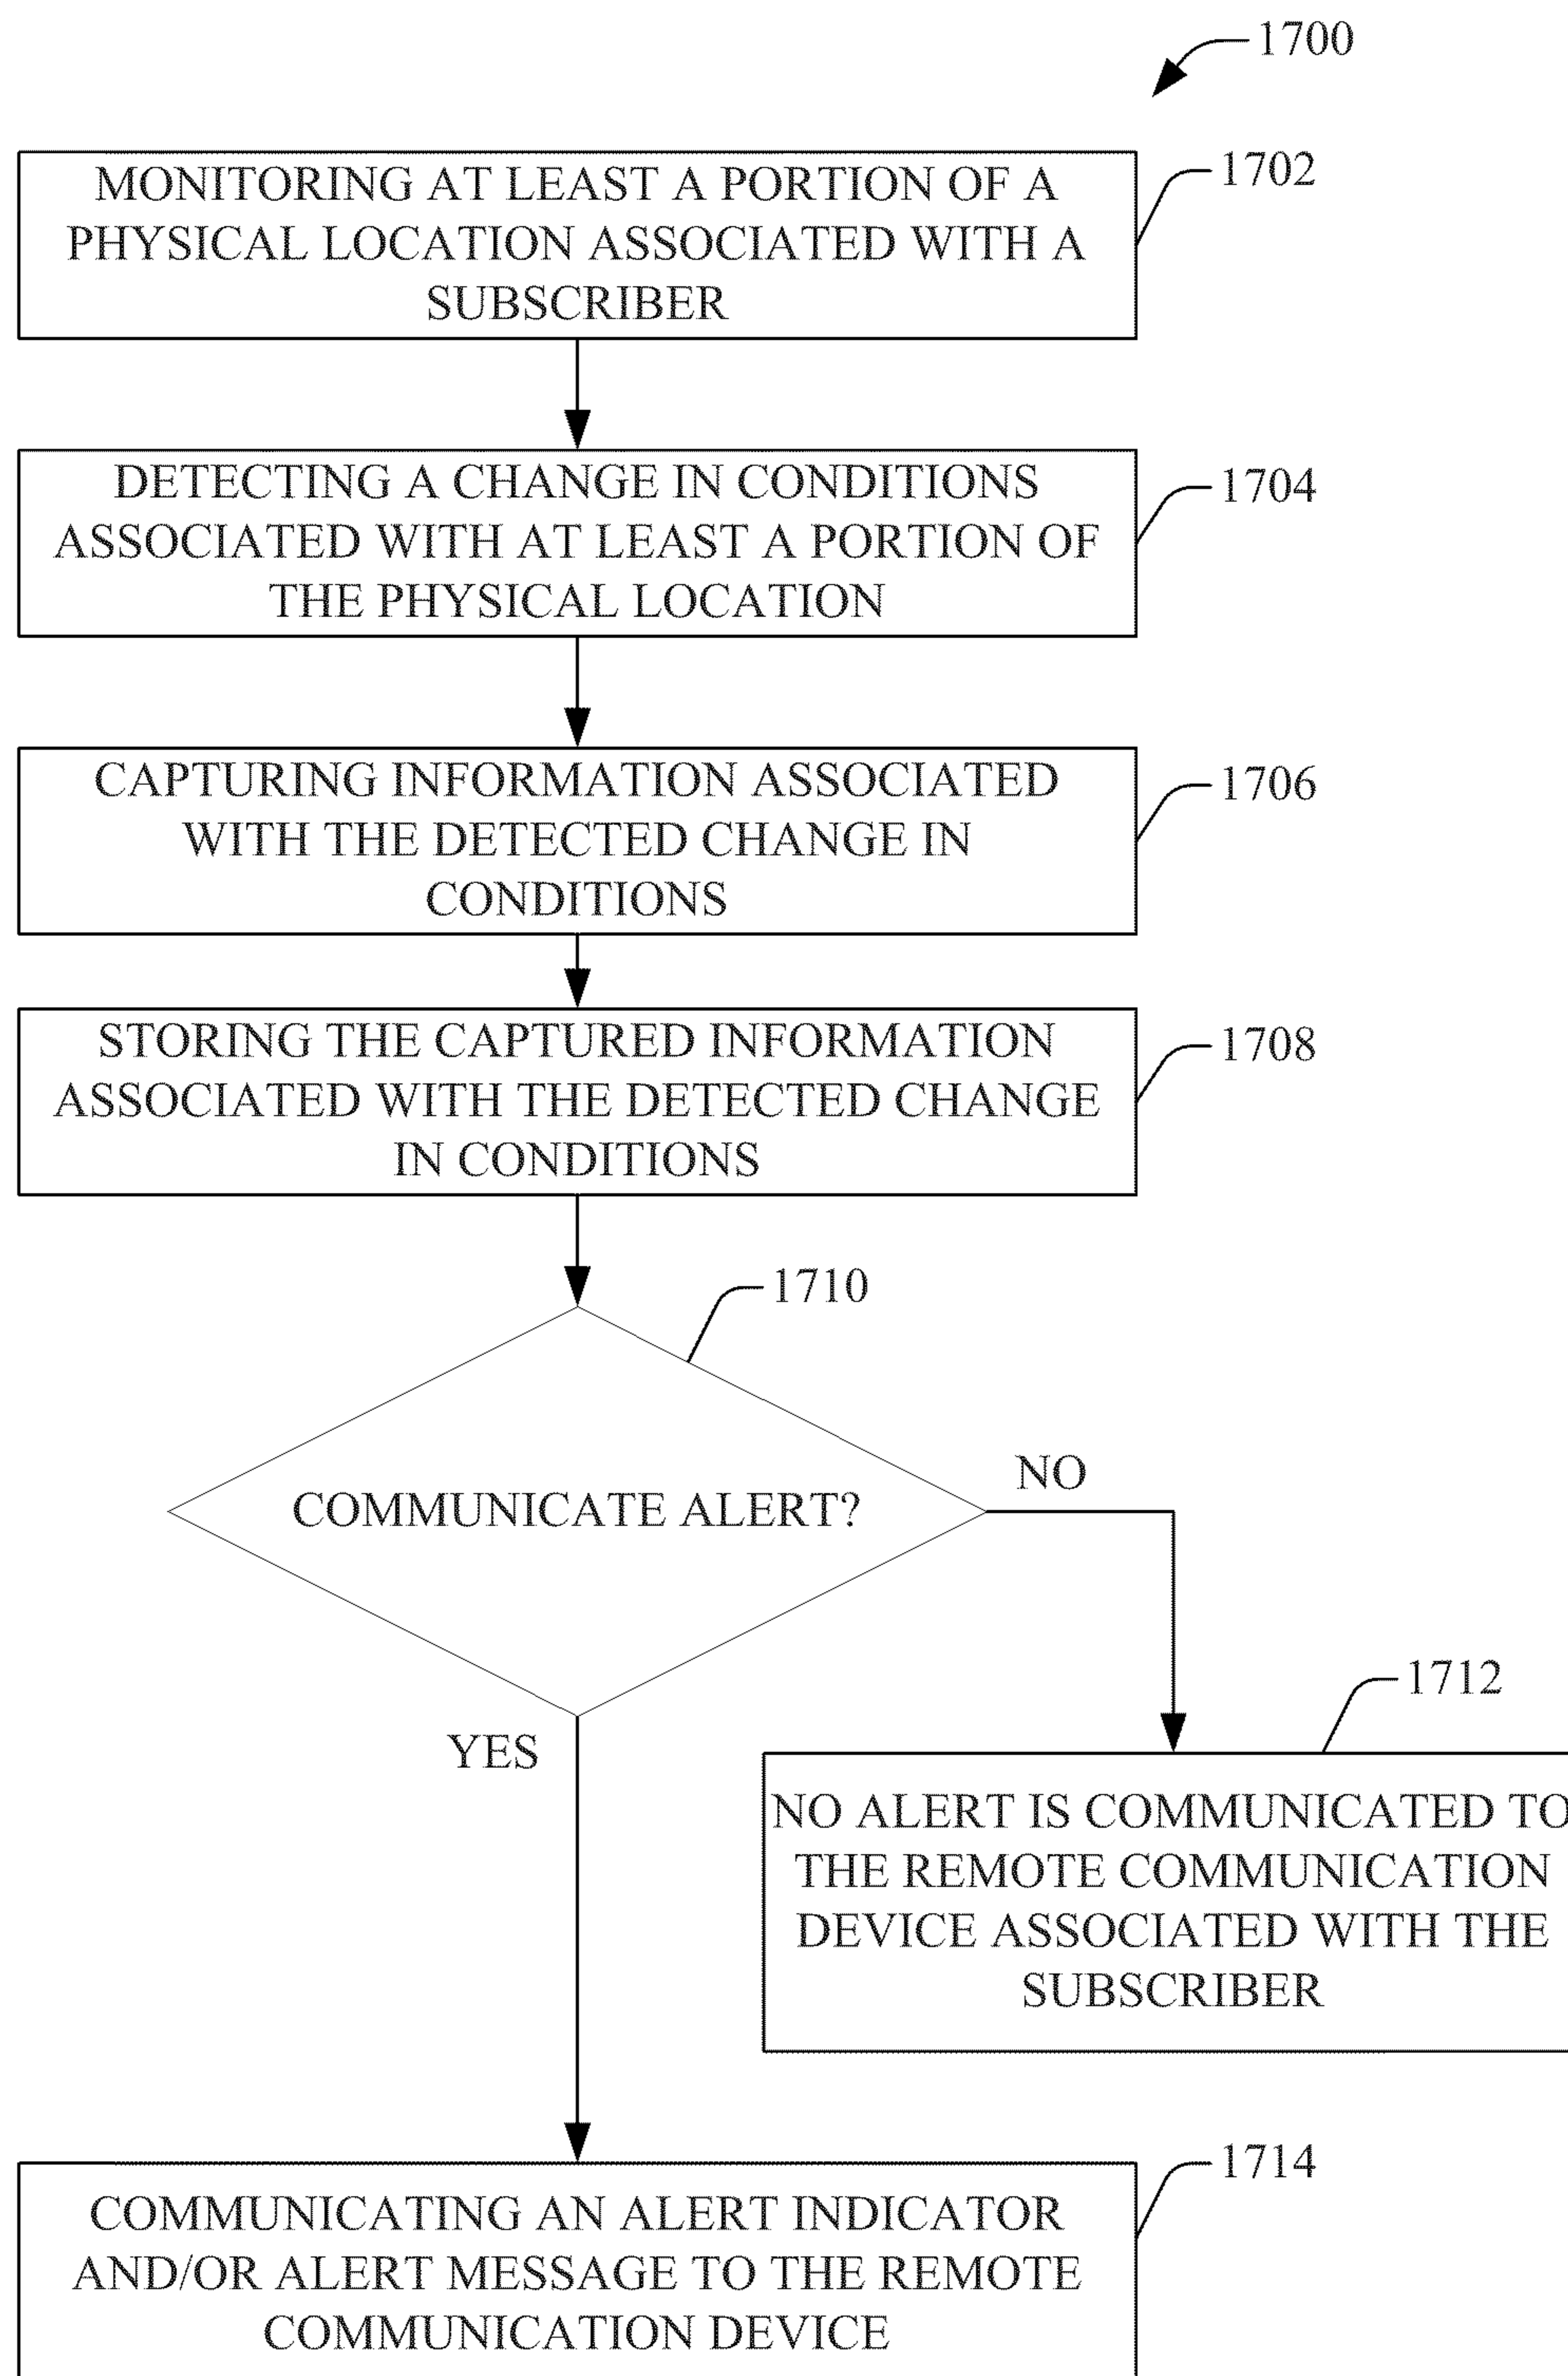 1700
MONITORING AT LEAST A PORTION OF A
PHYSICAL LOCATION ASSOCIATED WITH A
SUBSCRIBER
1702
DETECTING A CHANGE IN CONDITIONS
ASSOCIATED WITH AT LEAST A PORTION OF
THE PHYSICAL LOCATION
1704
CAPTURING INFORMATION ASSOCIATED
WITH THE DETECTED CHANGE IN
CONDITIONS
1706
STORING THE CAPTURED INFORMATION
ASSOCIATED WITH THE DETECTED CHANGE
IN CONDITIONS
1708
1710
COMMUNICATE ALERT?
NO
YES
1712
NO ALERT IS COMMUNICATED TO
THE REMOTE COMMUNICATION
DEVICE ASSOCIATED WITH THE
SUBSCRIBER
1714
COMMUNICATING AN ALERT INDICATOR
AND/OR ALERT MESSAGE TO THE REMOTE
COMMUNICATION DEVICE